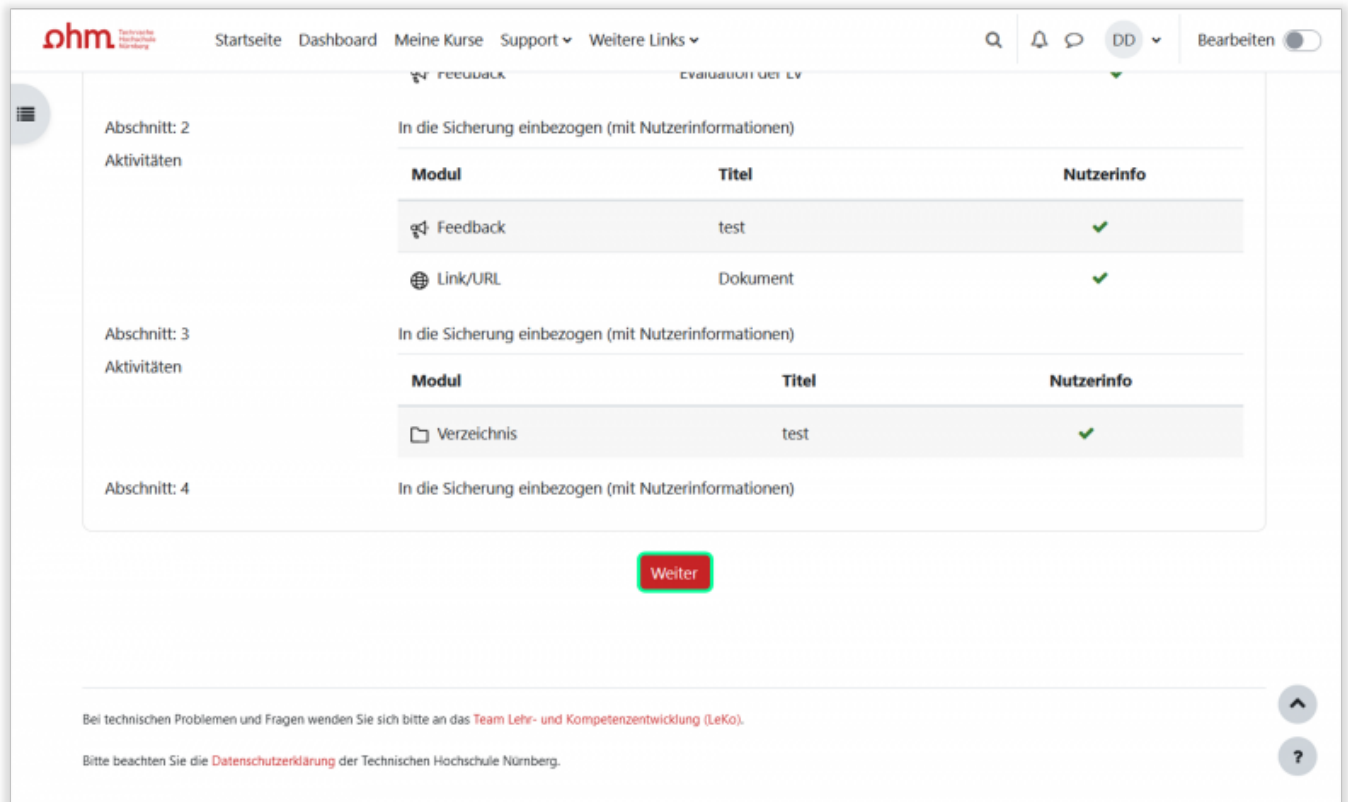 ohm Technische Hochschule Nürnberg
Startseite Dashboard Meine Kurse Support Weitere Links DD Bearbeiten
Feedback Evaluation der LV
Abschnitt: 2 In die Sicherung einbezogen (mit Nutzerinformationen)
Aktivitäten
Modul Titel Nutzerinfo
Feedback test
Link/URL Dokument
Abschnitt: 3 In die Sicherung einbezogen (mit Nutzerinformationen)
Aktivitäten
Modul Titel Nutzerinfo
Verzeichnis test
Abschnitt: 4 In die Sicherung einbezogen (mit Nutzerinformationen)
Weiter
Bei technischen Problemen und Fragen wenden Sie sich bitte an das Team Lehr- und Kompetenzentwicklung (LeKo).
Bitte beachten Sie die Datenschutzerklärung der Technischen Hochschule Nürnberg.
?